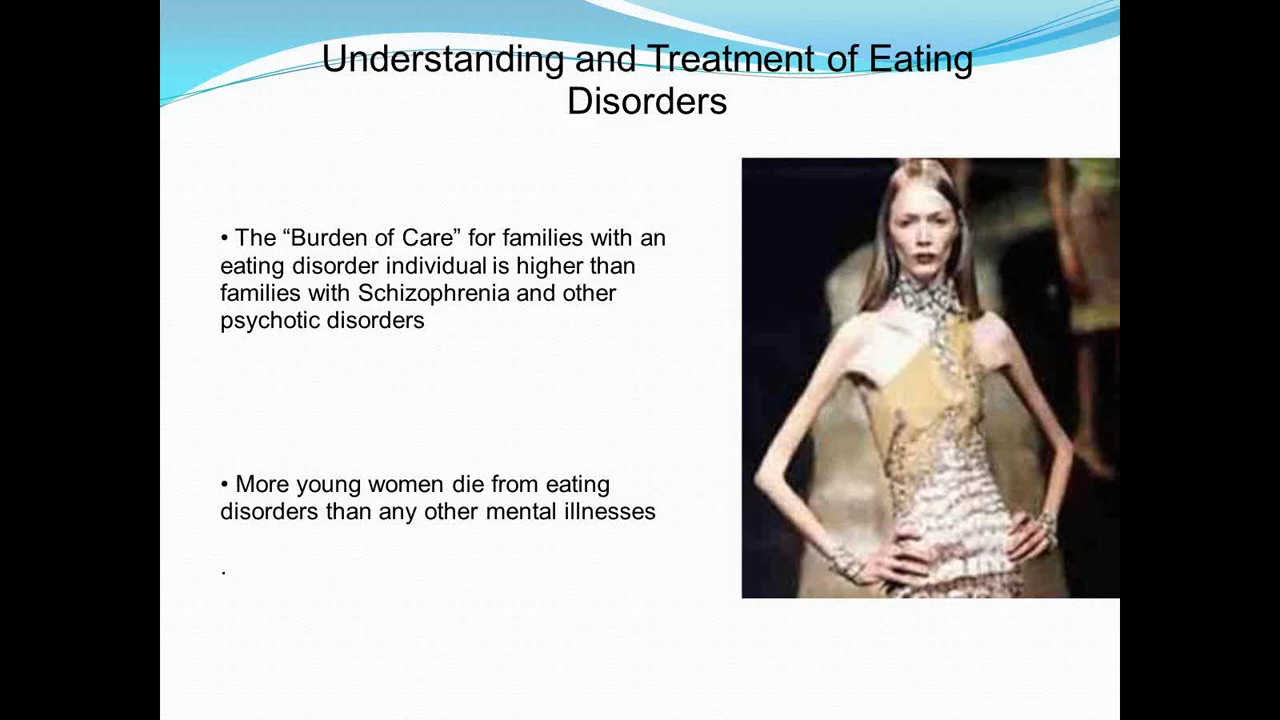 Understanding and Treatment of Eating
Disorders
• The “Burden of Care” for families with an
eating disorder individual is higher than
families with Schizophrenia and other
psychotic disorders
• More young women die from eating
disorders than any other mental illnesses
.